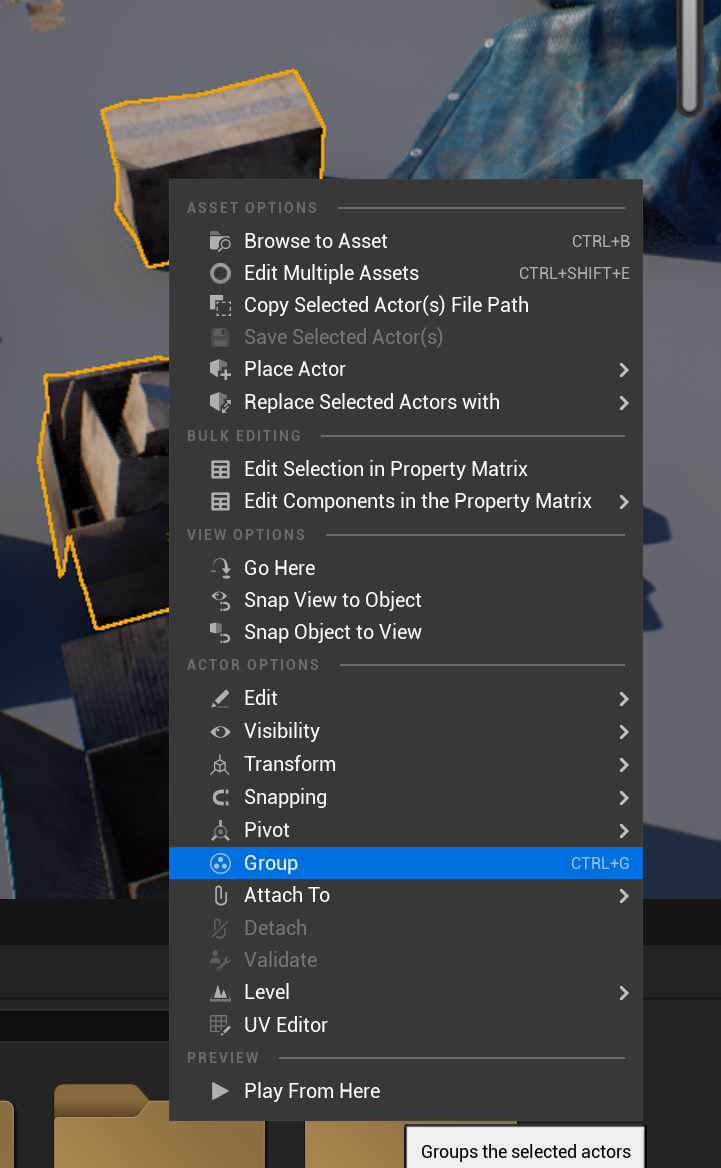 ASSET OPTIONS
Browse to Asset CTRL+B
Edit Multiple Assets CTRL+SHIFT+E
Copy Selected Actor(s) File Path
Save Selected Actor(s)
Place Actor
Replace Selected Actors with
BULK EDITING
Edit Selection in Property Matrix
Edit Components in the Property Matrix
VIEW OPTIONS
Go Here
Snap View to Object
Snap Object to View
ACTOR OPTIONS
Edit
Visibility
Transform
Snapping
Pivot
Group CTRL+G
Attach To
Detach
Validate
Level
UV Editor
PREVIEW
Play From Here
Groups the selected actors